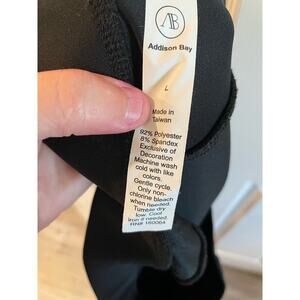 AB
Addison Bay
L
Made in
Taiwan
92% Polyester
8% Spandex
Exclusive of
Decoration
Machine wash
cold with like
colors.
Gentle cycle.
Only non-
chlorine bleach
when needed.
Tumble dry
low. Cool
iron if needed.
RN# 160064